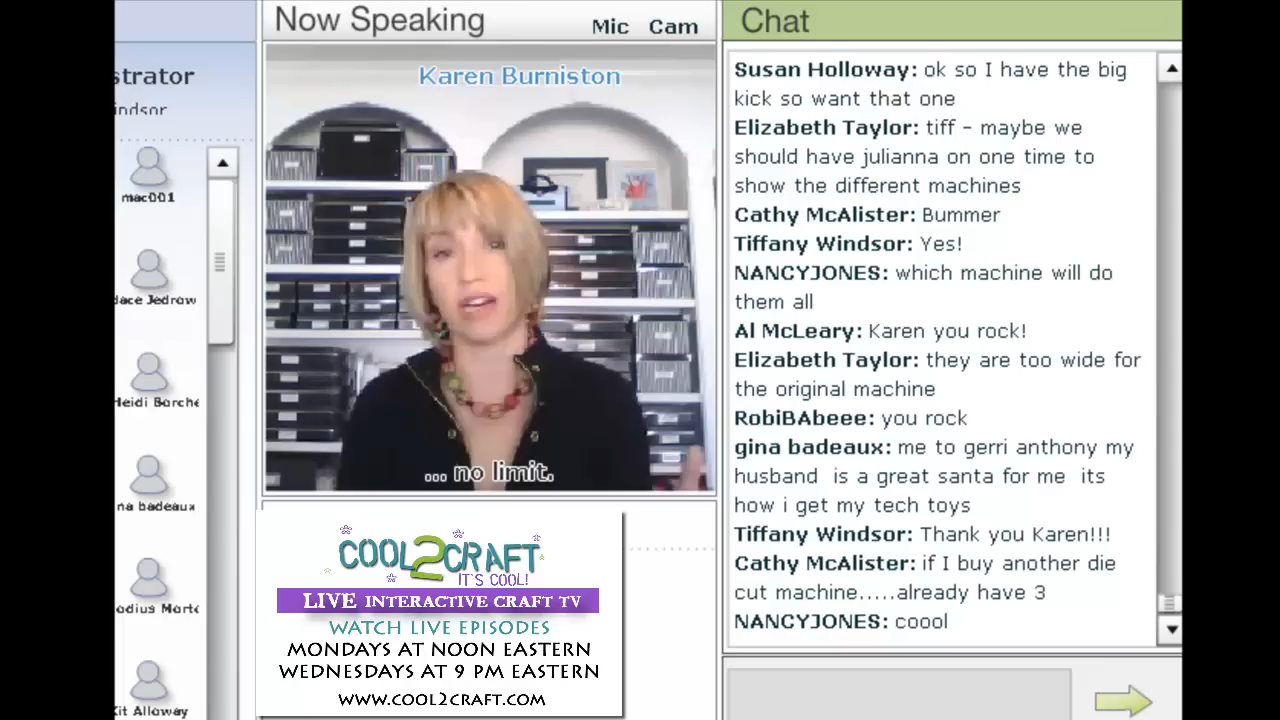 strator
indsor
mac001
dace Jedrow
Heidi Borche
na badeaux
adius Marto
Kit Alloway
Now Speaking Mic Cam
Karen Burniston
... no limit.
COOL2CRAFT
IT'S COOL!
LIVE INTERACTIVE CRAFT TV
WATCH LIVE EPISODES
MONDAYS AT NOON EASTERN
WEDNESDAYS AT 9 PM EASTERN
WWW.COOL2CRAFT.COM
Chat
Susan Holloway: ok so I have the big
kick so want that one
Elizabeth Taylor: tiff - maybe we
should have julianna on one time to
show the different machines
Cathy McAlister: Bummer
Tiffany Windsor: Yes!
NANCYJONES: which machine will do
them all
Al McLeary: Karen you rock!
Elizabeth Taylor: they are too wide for
the original machine
RobiBAbeee: you rock
gina badeaux: me to gerri anthony my
husband is a great santa for me its
how i get my tech toys
Tiffany Windsor: Thank you Karen!!!
Cathy McAlister: if I buy another die
cut machine.....already have 3
NANCYJONES: coool